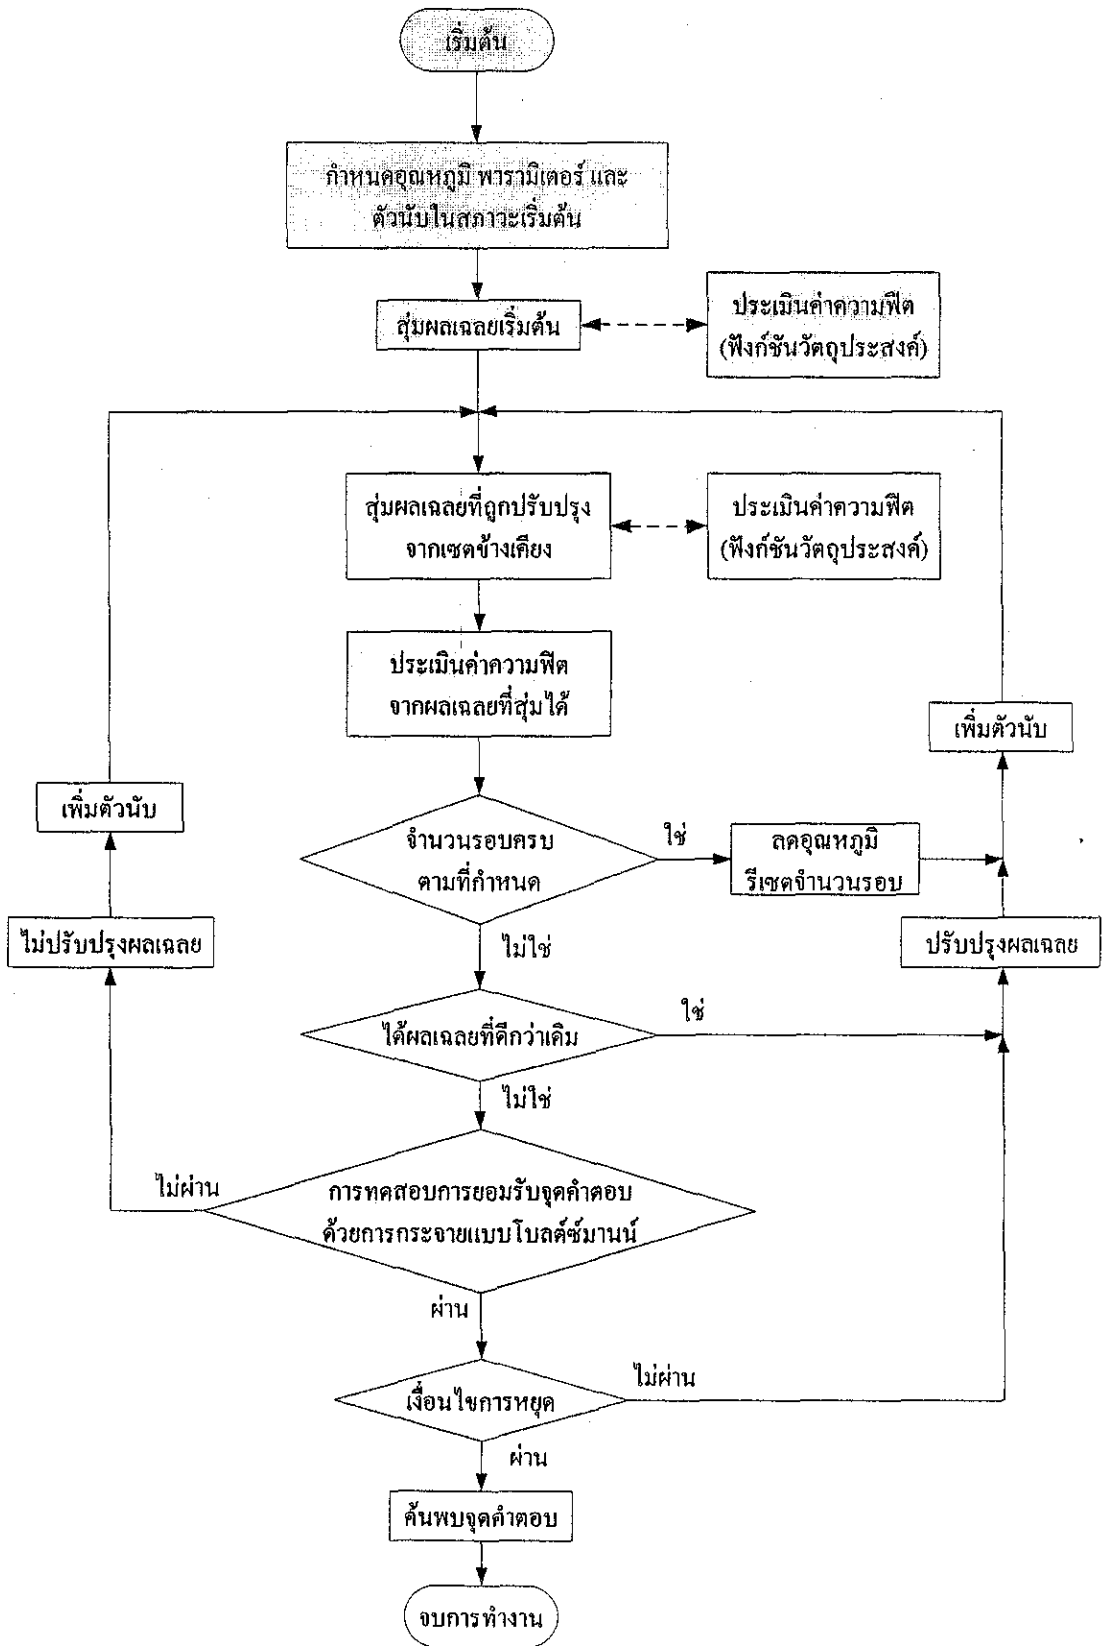 เริ่มต้น
กำหนดอุณหภูมิ พารามิเตอร์ และ
ตัวนับในสภาวะเริ่มต้น
สุ่มผลเฉลยเริ่มต้น
ประเมินค่าความฟิต
(ฟังก์ชันวัตถุประสงค์)
สุ่มผลเฉลยที่ถูกปรับปรุง
จากเซตข้างเคียง
ประเมินค่าความฟิต
(ฟังก์ชันวัตถุประสงค์)
ประเมินค่าความฟิต
จากผลเฉลยที่สุ่มได้
เพิ่มตัวนับ
เพิ่มตัวนับ
จำนวนรอบครบ
ตามที่กำหนด
ใช่
ลดอุณหภูมิ
รีเซตจำนวนรอบ
ไม่ปรับปรุงผลเฉลย
ไม่ใช่
ปรับปรุงผลเฉลย
ได้ผลเฉลยที่ดีกว่าเดิม
ใช่
ไม่ใช่
ไม่ผ่าน
การทดสอบการยอมรับจุดคำตอบ
ด้วยการกระจายแบบโบลต์ซ์มานน์
ผ่าน
เงื่อนไขการหยุด
ไม่ผ่าน
ผ่าน
ค้นพบจุดคำตอบ
จบการทำงาน